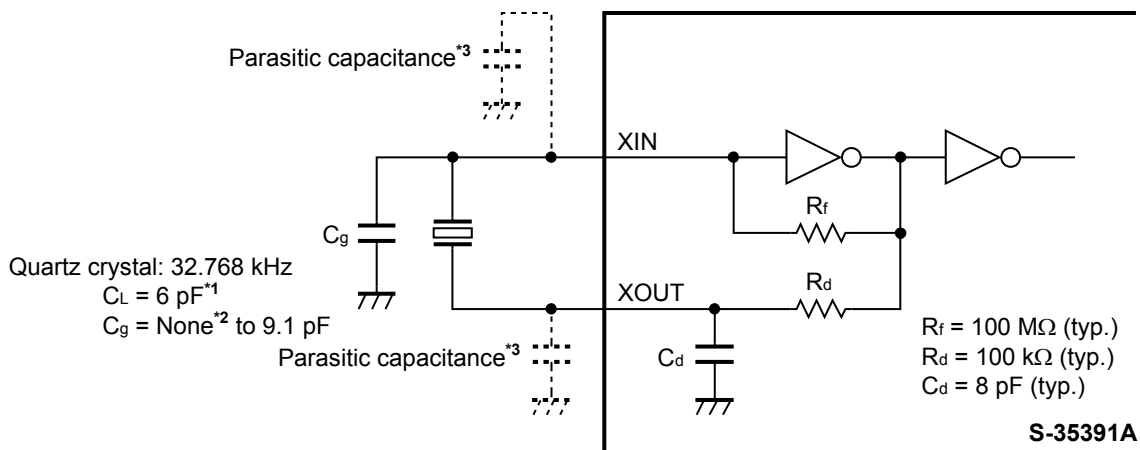 Parasitic capacitance*3
XIN
Rf
Cg
Quartz crystal: 32.768 kHz
CL = 6 pF*1
Cg = None*2 to 9.1 pF
XOUT
Rd
Parasitic capacitance*3
Cd
Rf = 100 MΩ (typ.)
Rd = 100 kΩ (typ.)
Cd = 8 pF (typ.)
S-35391A